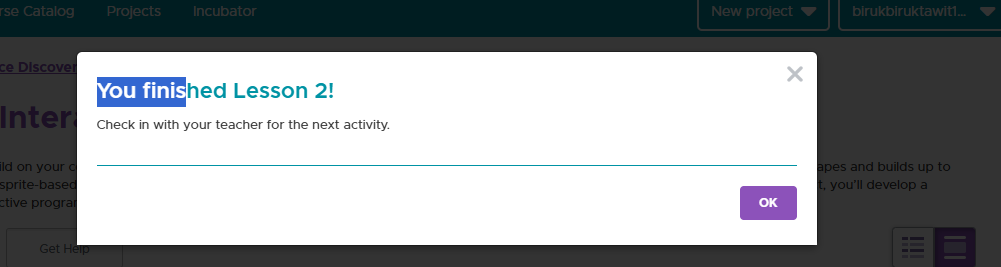 rse Catalog Projects Incubator New project birukbiruktawit1...
ce Discover
You finished Lesson 2!
Intera
Check in with your teacher for the next activity.
ild on your c apes and builds up to
sprite-based t, you'll develop a
ctive progran
OK
Get Help